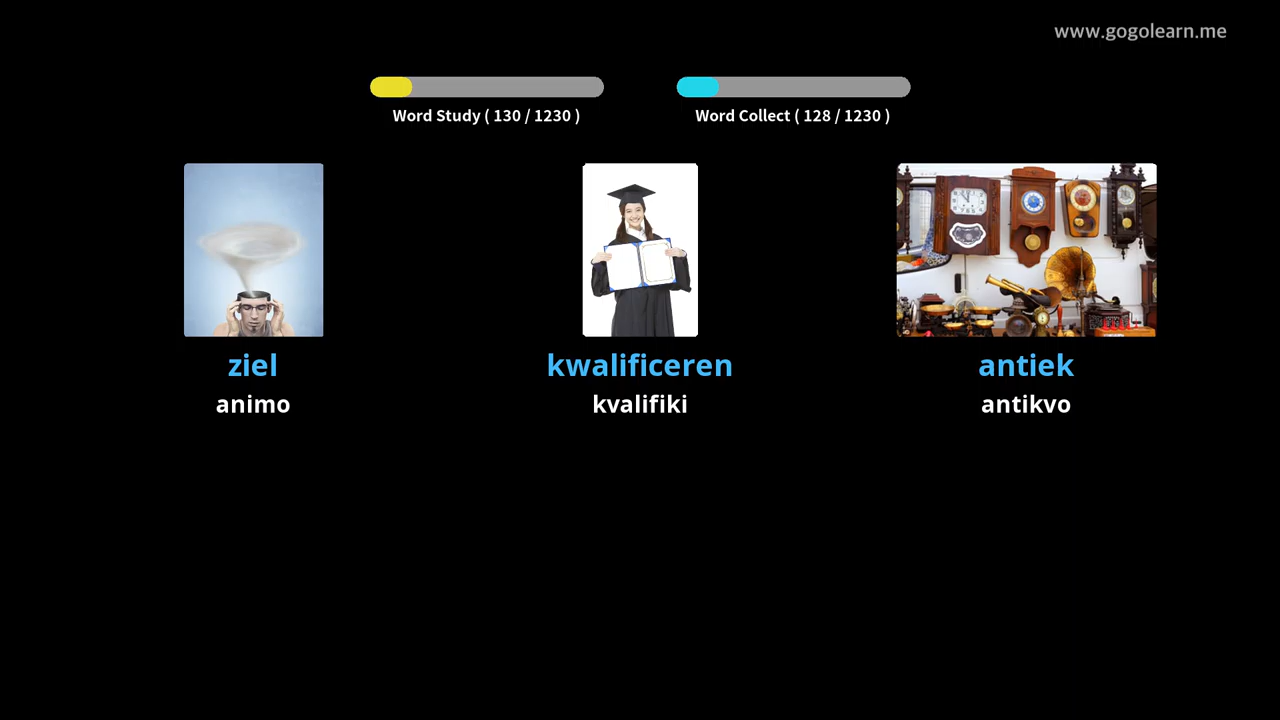 www.gogolearn.me
Word Study ( 130 / 1230 )
Word Collect ( 128 / 1230 )
ziel
kwalificeren
antiek
animo
kvalifiki
antikvo